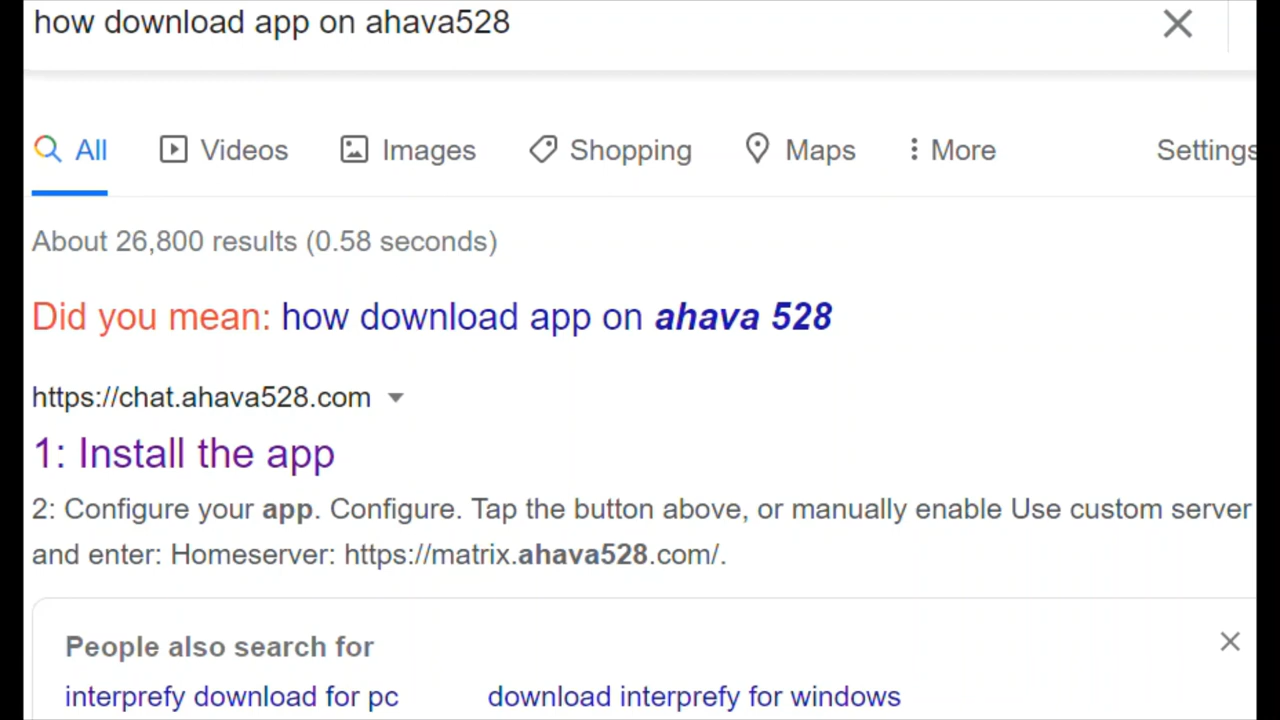 how download app on ahava528
All Videos Images Shopping Maps More Settings
About 26,800 results (0.58 seconds)
Did you mean: how download app on ahava 528
https://chat.ahava528.com
1: Install the app
2: Configure your app. Configure. Tap the button above, or manually enable Use custom server
and enter: Homeserver: https://matrix.ahava528.com/.
People also search for
interprefy download for pc download interprefy for windows